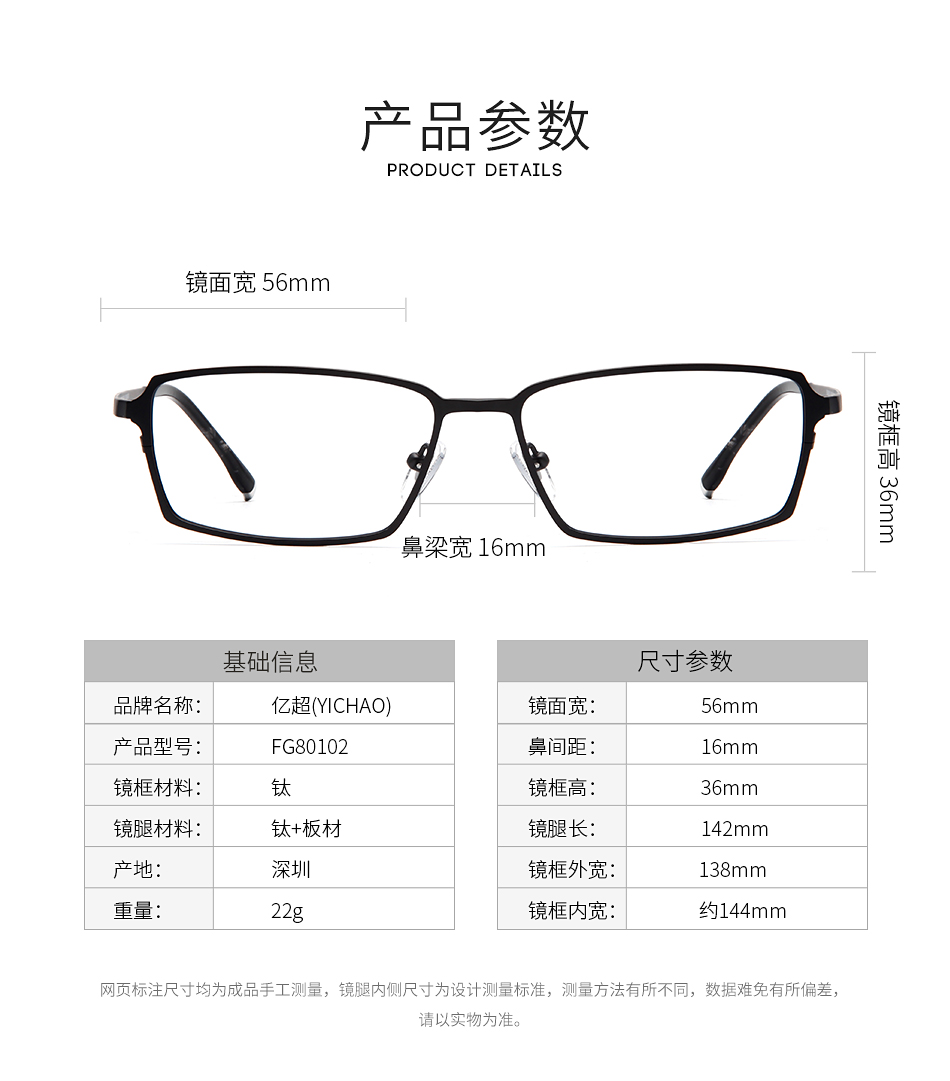 产品参数
PRODUCT DETAILS
镜面宽 56mm
镜框高 36mm
鼻梁宽 16mm
基础信息
品牌名称： 亿超(YICHAO)
产品型号： FG80102
镜框材料： 钛
镜腿材料： 钛+板材
产地： 深圳
重量： 22g
尺寸参数
镜面宽： 56mm
鼻间距： 16mm
镜框高： 36mm
镜腿长： 142mm
镜框外宽： 138mm
镜框内宽： 约144mm
网页标注尺寸均为成品手工测量，镜腿内侧尺寸为设计测量标准，测量方法有所不同，数据难免有所偏差，
请以实物为准。